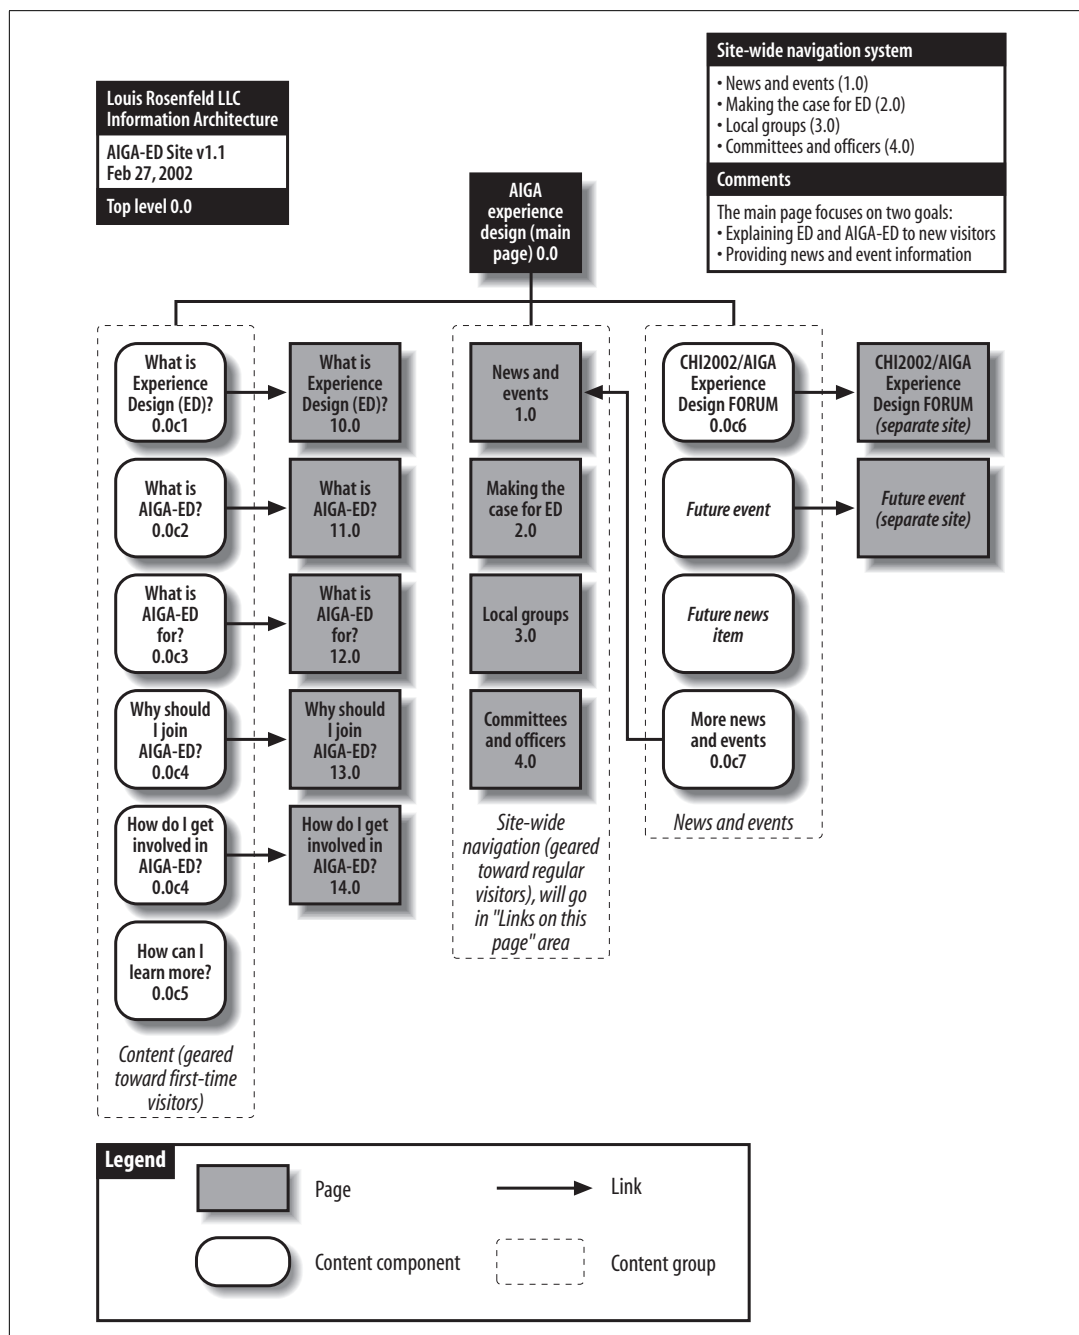 Louis Rosenfeld LLC
Information Architecture
AIGA-ED Site v1.1
Feb 27, 2002
Top level 0.0
Site-wide navigation system
• News and events (1.0)
• Making the case for ED (2.0)
• Local groups (3.0)
• Committees and officers (4.0)
Comments
The main page focuses on two goals:
• Explaining ED and AIGA-ED to new visitors
• Providing news and event information
AIGA
experience
design (main
page) 0.0
What is
Experience
Design (ED)?
0.0c1
What is
AIGA-ED?
0.0c2
What is
AIGA-ED
for?
0.0c3
Why should
I join
AIGA-ED?
0.0c4
How do I get
involved in
AIGA-ED?
0.0c4
How can I
learn more?
0.0c5
Content (geared
toward first-time
visitors)
What is
Experience
Design (ED)?
10.0
What is
AIGA-ED?
11.0
What is
AIGA-ED
for?
12.0
Why should
I join
AIGA-ED?
13.0
How do I get
involved in
AIGA-ED?
14.0
News and
events
1.0
Making the
case for ED
2.0
Local groups
3.0
Committees
and officers
4.0
Site-wide
navigation (geared
toward regular
visitors), will go
in "Links on this
page" area
CHI2002/AIGA
Experience
Design FORUM
0.0c6
Future event
Future news
item
More news
and events
0.0c7
News and events
CHI2002/AIGA
Experience
Design FORUM
(separate site)
Future event
(separate site)
Legend
Page
Link
Content component
Content group